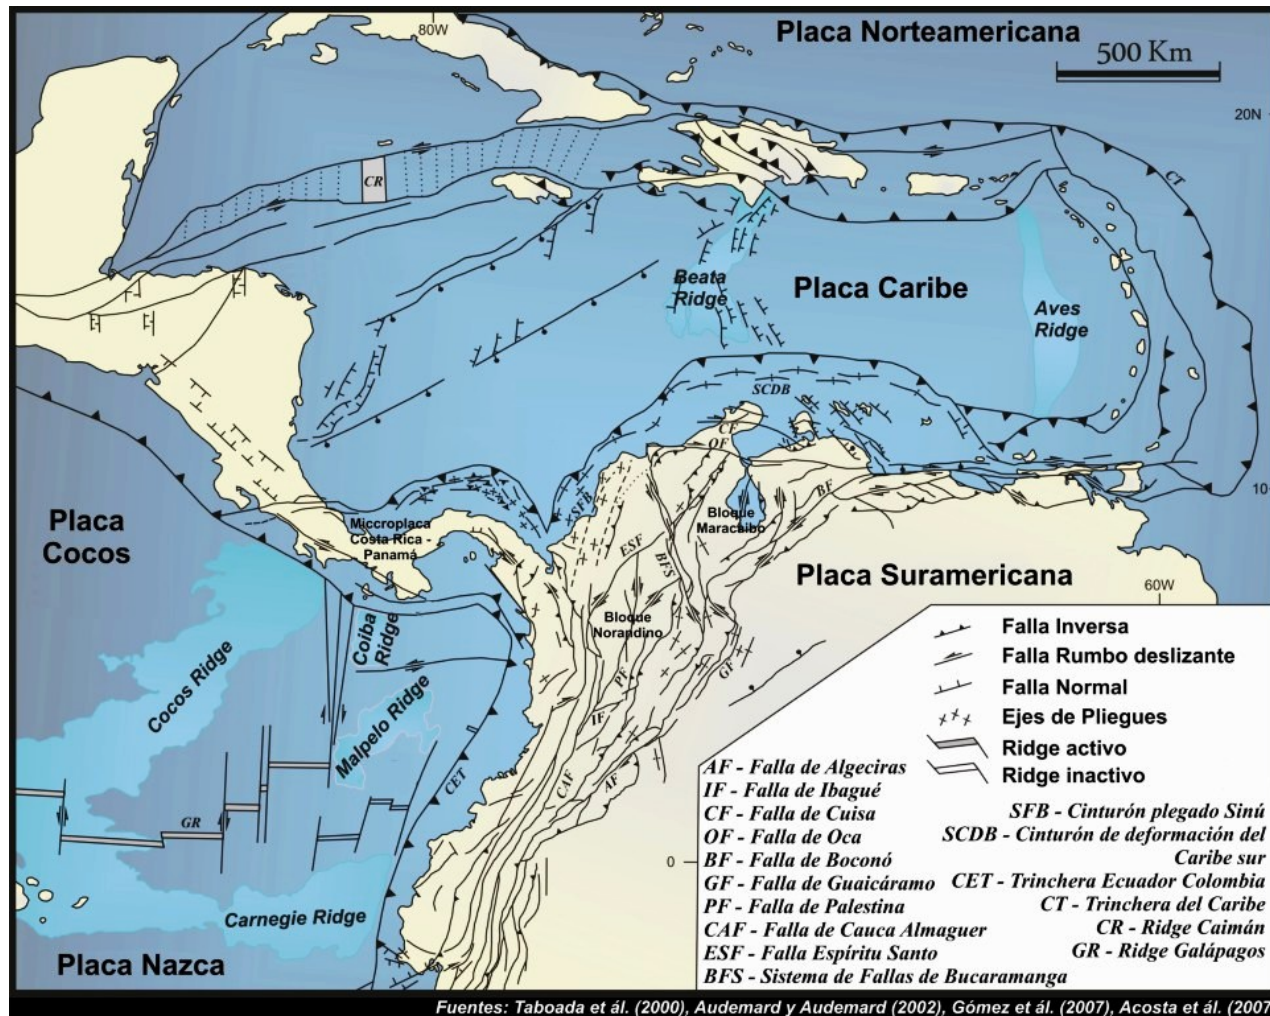 80W
Placa Norteamericana
500 Km
20N
CR
CT
Beata
Ridge
Placa Caribe
Aves
Ridge
SCDB
CF
OF
BF
10
SFB
Placa
Cocos
Miccroplaca
Costa Rica -
Panamá
Bloque
Maracaibo
ESF
BFS
Placa Suramericana
60W
Bloque
Norandino
Coiba
Ridge
Cocos Ridge
Malpelo Ridge
PF
GF
IF
CAF
AF
CET
GR
0
Carnegie Ridge
Placa Nazca
Falla Inversa
Falla Rumbo deslizante
Falla Normal
Ejes de Pliegues
Ridge activo
Ridge inactivo
AF - Falla de Algeciras
IF - Falla de Ibagué
CF - Falla de Cuisa
OF - Falla de Oca
BF - Falla de Boconó
GF - Falla de Guaicáramo
PF - Falla de Palestina
CAF - Falla de Cauca Almaguer
ESF - Falla Espíritu Santo
BFS - Sistema de Fallas de Bucaramanga
SFB - Cinturón plegado Sinú
SCDB - Cinturón de deformación del
Caribe sur
CET - Trinchera Ecuador Colombia
CT - Trinchera del Caribe
CR - Ridge Caimán
GR - Ridge Galápagos
Fuentes: Taboada et ál. (2000), Audemard y Audemard (2002), Gómez et ál. (2007), Acosta et ál. (2007